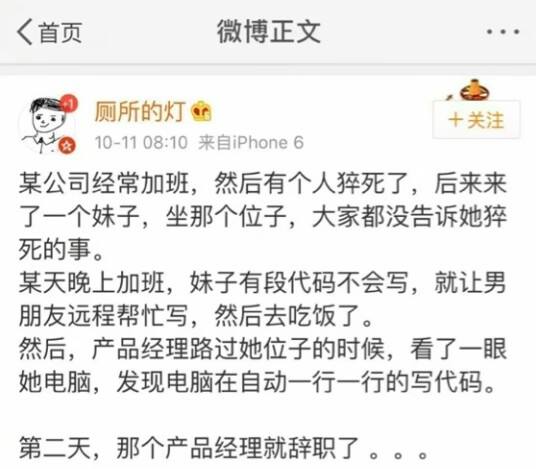 首页
微博正文
+1
厕所的灯
10-11 08:10 来自iPhone 6
+关注
某公司经常加班，然后有个人猝死了，后来来
了一个妹子，坐那个位子，大家都没告诉她猝
死的事。
某天晚上加班，妹子有段代码不会写，就让男
朋友远程帮忙写，然后去吃饭了。
然后，产品经理路过她位子的时候，看了一眼
她电脑，发现电脑在自动一行一行的写代码。
第二天，那个产品经理就辞职了 。 。 。